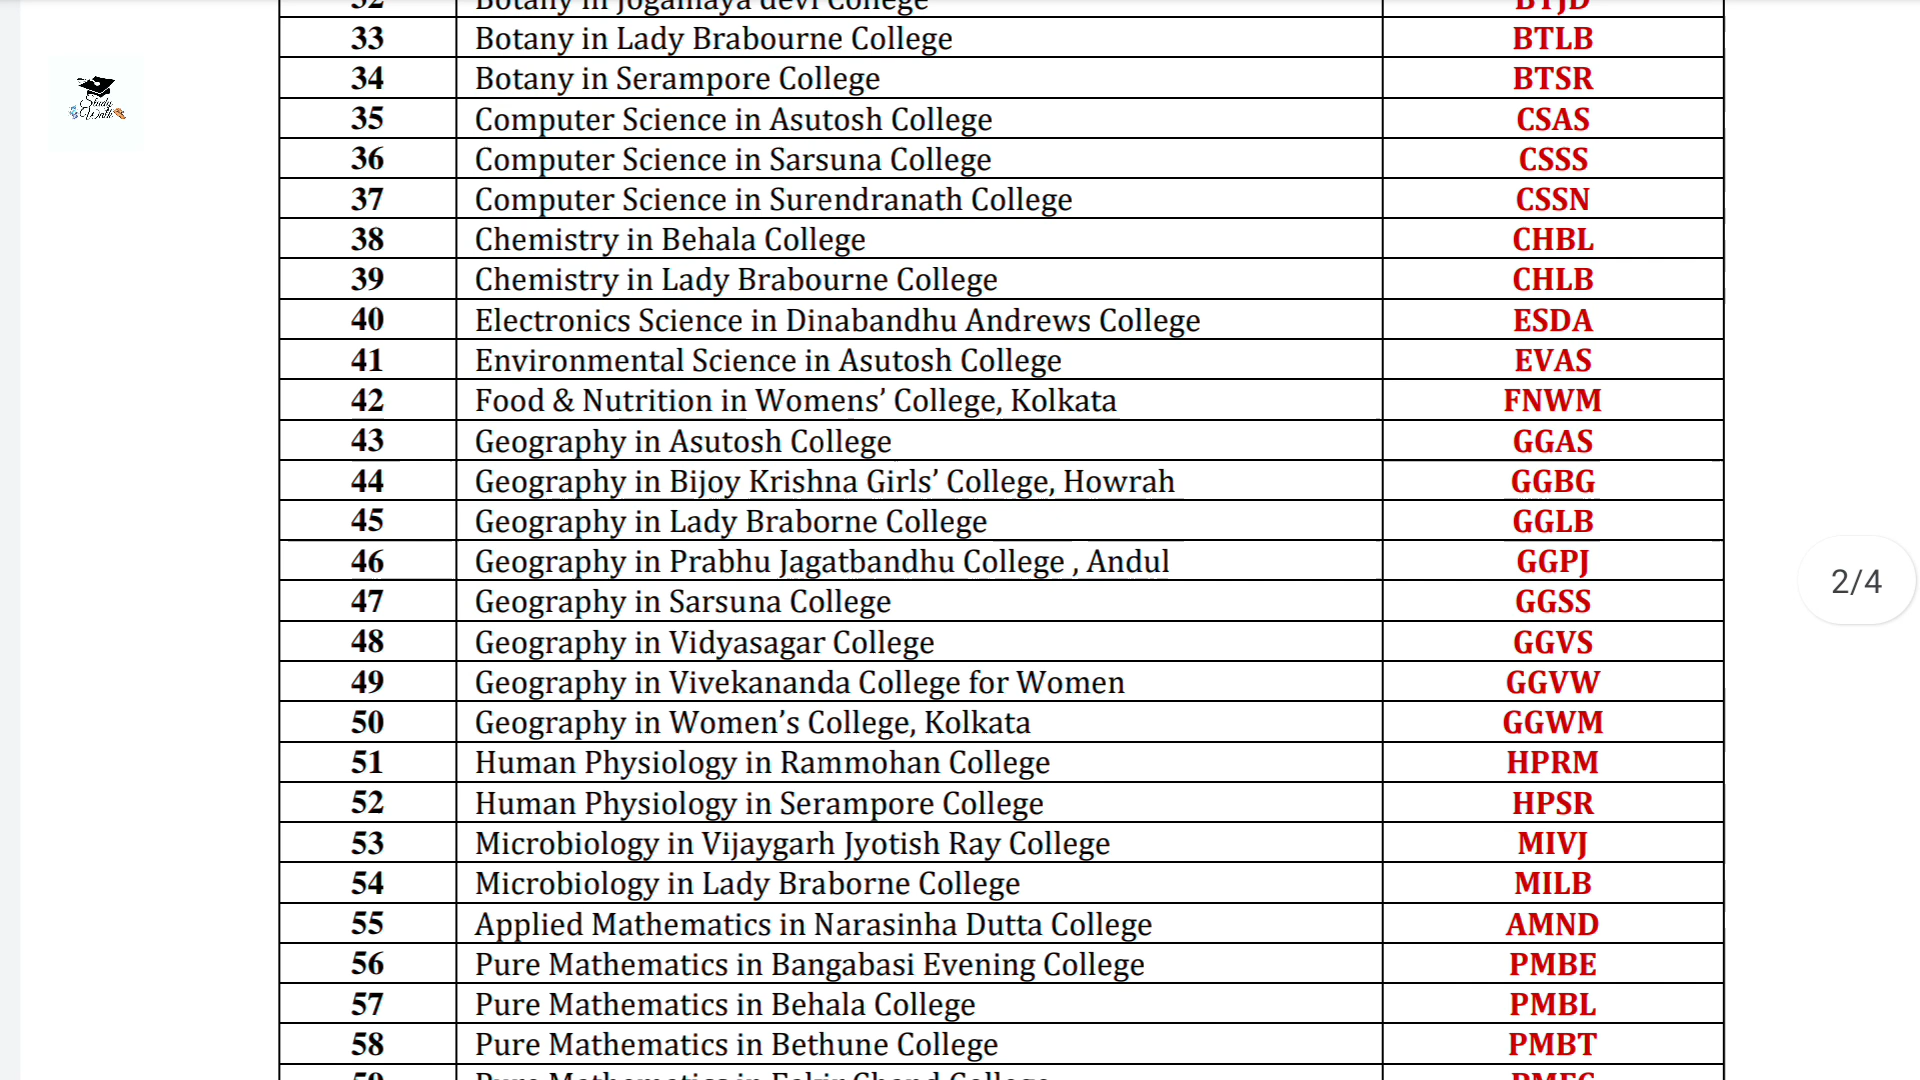 32 Botany in Jogamaya devi College BTJD
33 Botany in Lady Brabourne College BTLB
34 Botany in Serampore College BTSR
35 Computer Science in Asutosh College CSAS
36 Computer Science in Sarsuna College CSSS
37 Computer Science in Surendranath College CSSN
38 Chemistry in Behala College CHBL
39 Chemistry in Lady Brabourne College CHLB
40 Electronics Science in Dinabandhu Andrews College ESDA
41 Environmental Science in Asutosh College EVAS
42 Food & Nutrition in Womens’ College, Kolkata FNWM
43 Geography in Asutosh College GGAS
44 Geography in Bijoy Krishna Girls’ College, Howrah GGBG
45 Geography in Lady Braborne College GGLB
46 Geography in Prabhu Jagatbandhu College , Andul GGPJ
47 Geography in Sarsuna College GGSS
48 Geography in Vidyasagar College GGVS
49 Geography in Vivekananda College for Women GGVW
50 Geography in Women’s College, Kolkata GGWM
51 Human Physiology in Rammohan College HPRM
52 Human Physiology in Serampore College HPSR
53 Microbiology in Vijaygarh Jyotish Ray College MIVJ
54 Microbiology in Lady Braborne College MILB
55 Applied Mathematics in Narasinha Dutta College AMND
56 Pure Mathematics in Bangabasi Evening College PMBE
57 Pure Mathematics in Behala College PMBL
58 Pure Mathematics in Bethune College PMBT
59 Pure Mathematics in Fakir Chand College PMFC
Study
Walk
2/4